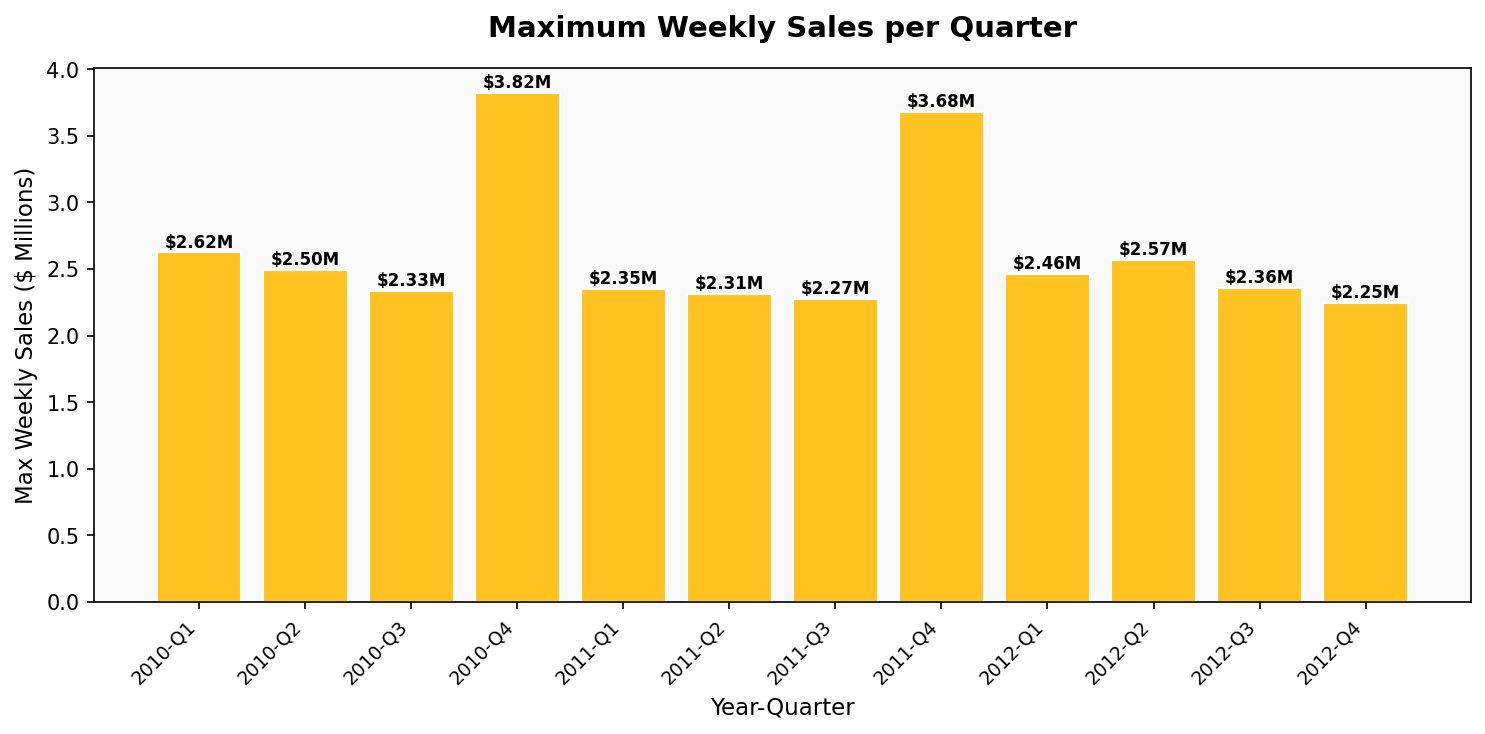 Maximum Weekly Sales per Quarter
Max Weekly Sales ($ Millions)
4.0
3.5
3.0
2.5
2.0
1.5
1.0
0.5
0.0
$2.62M
$2.50M
$2.33M
$3.82M
$2.35M
$2.31M
$2.27M
$3.68M
$2.46M
$2.57M
$2.36M
$2.25M
2010-Q1
2010-Q2
2010-Q3
2010-Q4
2011-Q1
2011-Q2
2011-Q3
2011-Q4
2012-Q1
2012-Q2
2012-Q3
2012-Q4
Year-Quarter